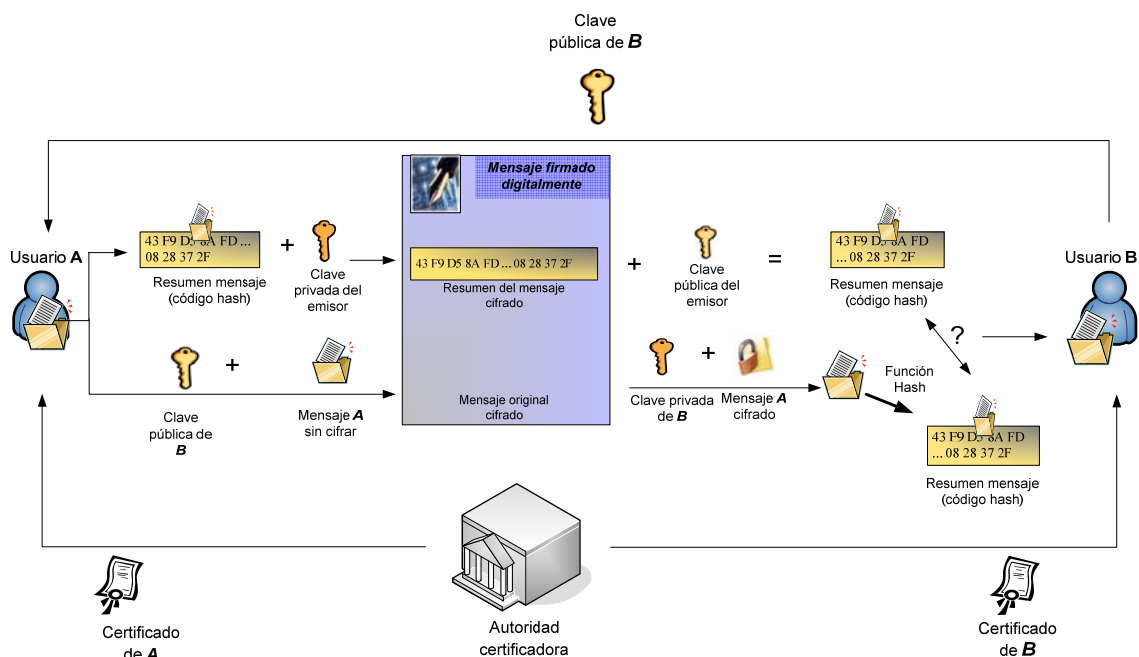 Clave
pública de B
Mensaje firmado
digitalmente
Usuario A
43 F9 D5 8A FD ...
08 28 37 2F
+
Resumen mensaje
(código hash)
Clave
privada del
emisor
43 F9 D5 8A FD ... 08 28 37 2F
Resumen del mensaje
cifrado
+
Clave
pública del
emisor
=
43 F9 D5 8A FD
... 08 28 37 2F
Resumen mensaje
(código hash)
Usuario B
?
+
Clave
pública de
B
Mensaje A
sin cifrar
Mensaje original
cifrado
+
Clave privada
de B
Mensaje A
cifrado
Función
Hash
43 F9 D5 8A FD
... 08 28 37 2F
Resumen mensaje
(código hash)
Certificado
de A
Autoridad
certificadora
Certificado
de B